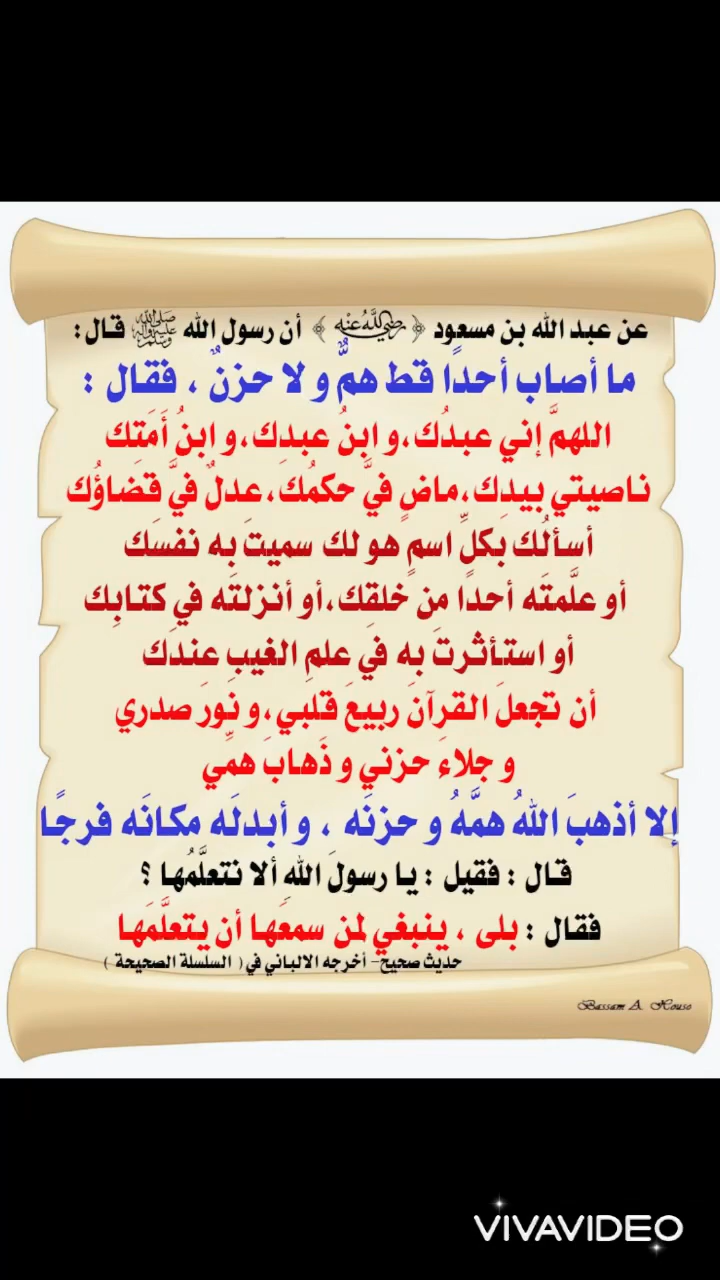 عن عبد الله بن مسعود ﴿ رضي الله عنه ﴾ أن رسول الله ﷺ قال :
ما أصاب أحدًا قط همٌّ و لا حزنٌ ، فقال :
اللهمَّ إني عبدُك، و ابنُ عبدِك، و ابنُ أَمَتك
ناصيتي بيدِك، ماضٍ فيَّ حكمُكَ، عدلٌ فيَّ قضاؤُك
أسألُك بكلِّ اسمٍ هو لك سميتَ به نفسَك
أو علَّمتَه أحدًا من خلقِك، أو أنزلتَه في كتابِك
أو استأثرتَ به في علمِ الغيبِ عندَك
أن تجعلَ القرآنَ ربيعَ قلبي، و نورَ صدري
و جلاءَ حزني و ذَهابَ همِّي
إلا أذهبَ اللهُ همَّهُ و حزنَه ، و أبدلَه مكانَه فرجًا
قال : فقيل : يا رسولَ اللهِ ألا نتعلَّمُها ؟
فقال : بلى ، ينبغي لمن سمعَها أن يتعلَّمَها
حديث صحيح- أخرجه الالباني في ( السلسلة الصحيحة )
Bassam A. House
VIVAVIDEO